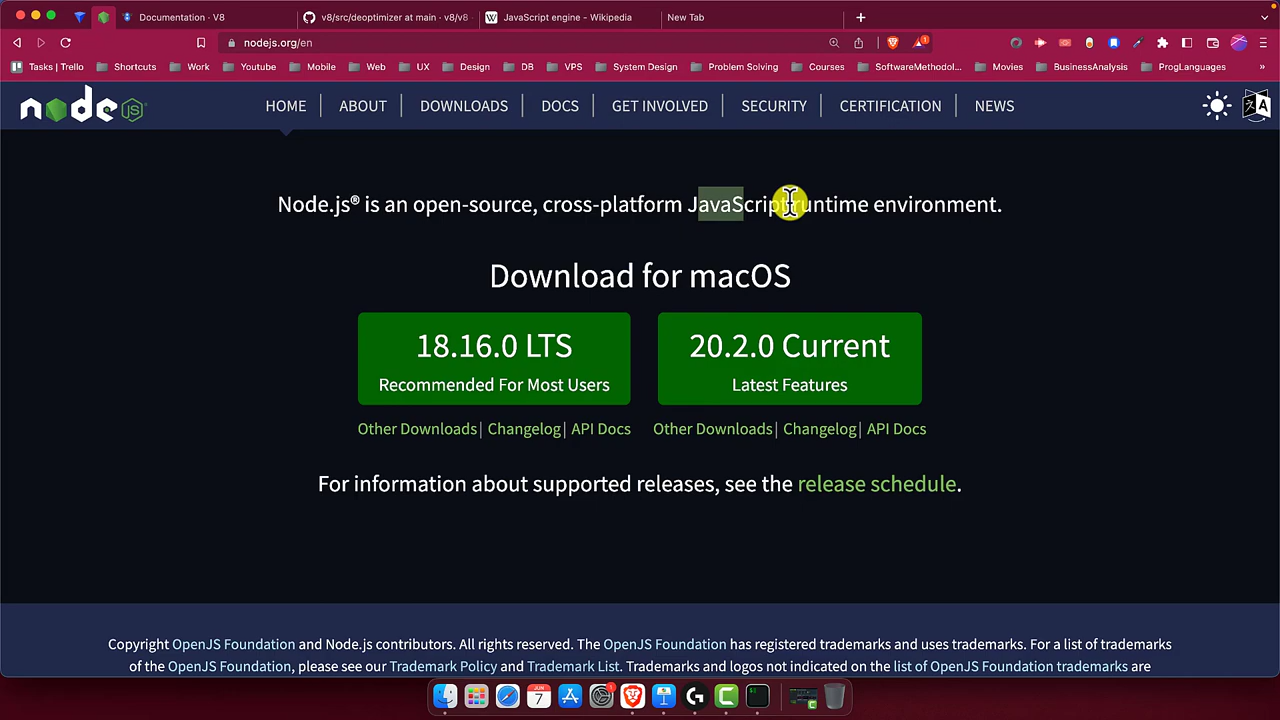 Documentation · V8
v8/src/deoptimizer at main · v8/v8
W JavaScript engine - Wikipedia
New Tab
nodejs.org/en
1
Tasks | Trello
Shortcuts
Work
Youtube
Mobile
Web
UX
Design
DB
VPS
System Design
Problem Solving
Courses
SoftwareMethodol...
Movies
BusinessAnalysis
ProgLanguages
»
node JS
HOME
ABOUT
DOWNLOADS
DOCS
GET INVOLVED
SECURITY
CERTIFICATION
NEWS
Node.js® is an open-source, cross-platform JavaScript runtime environment.
Download for macOS
18.16.0 LTS
Recommended For Most Users
20.2.0 Current
Latest Features
Other Downloads | Changelog | API Docs
Other Downloads | Changelog | API Docs
For information about supported releases, see the release schedule.
Copyright OpenJS Foundation and Node.js contributors. All rights reserved. The OpenJS Foundation has registered trademarks and uses trademarks. For a list of trademarks
of the OpenJS Foundation, please see our Trademark Policy and Trademark List. Trademarks and logos not indicated on the list of OpenJS Foundation trademarks are
JUN
7